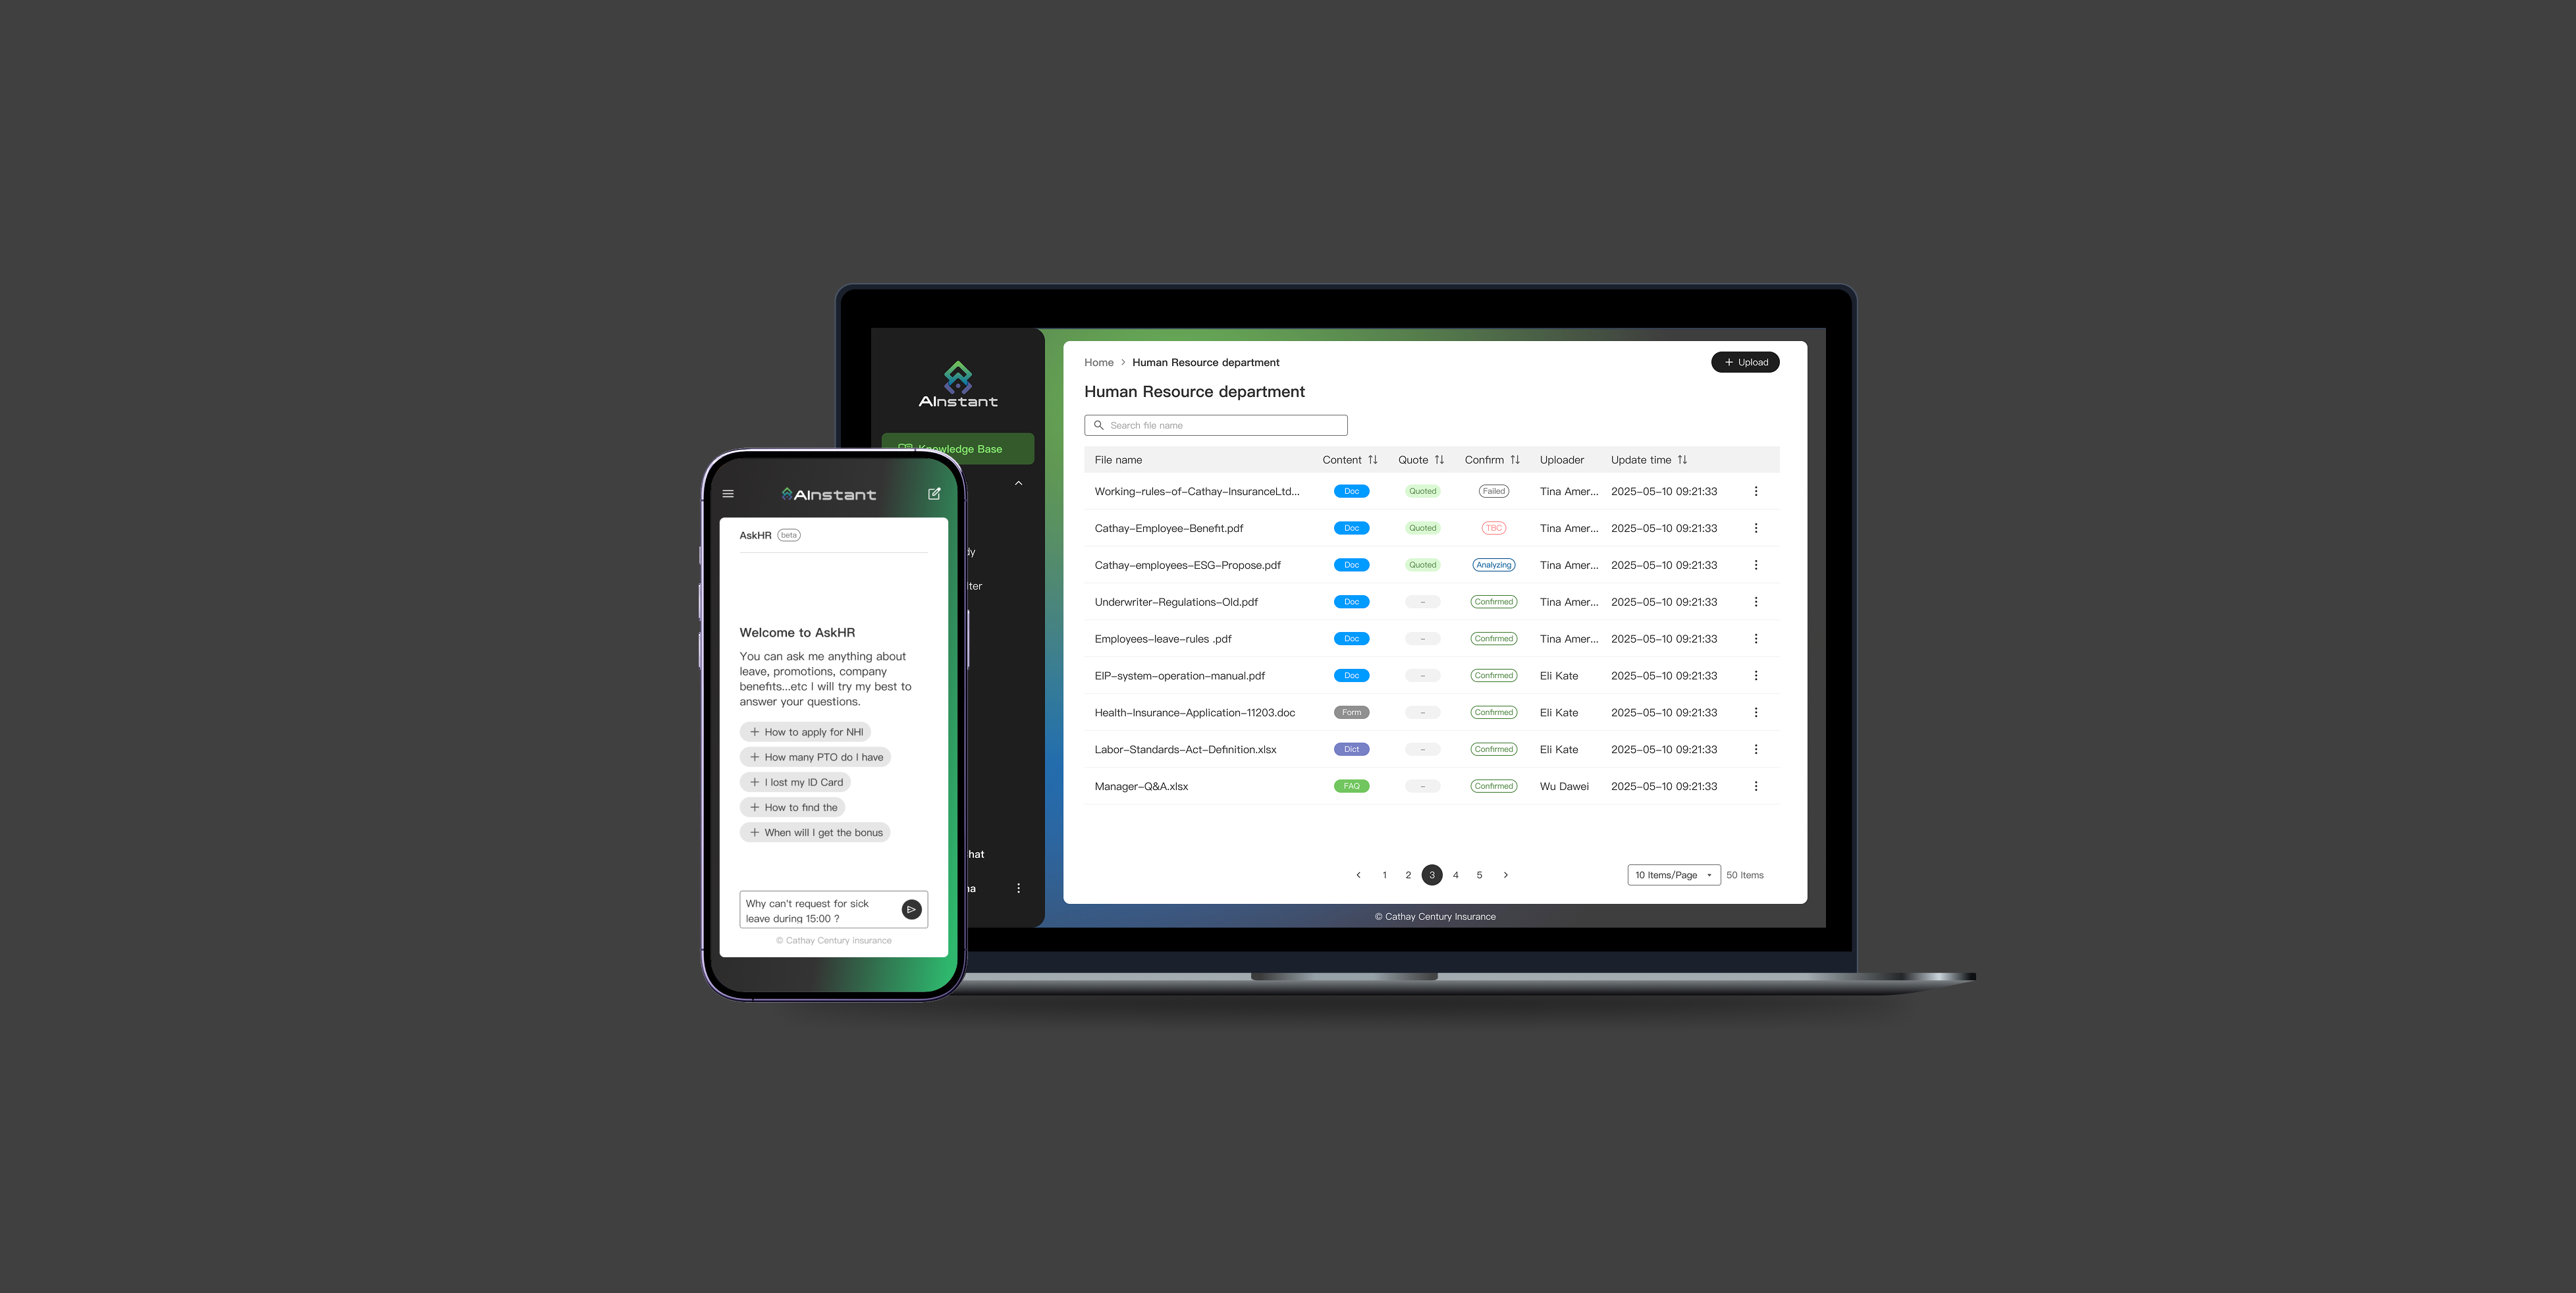 AInstant
Knowledge Base
Home > Human Resource department
+ Upload
Human Resource department
Search file name
File name Content Quote Confirm Uploader Update time
Working-rules-of-Cathay-InsuranceLtd... Doc Quoted Failed Tina Amer... 2025-05-10 09:21:33
Cathay-Employee-Benefit.pdf Doc Quoted TBC Tina Amer... 2025-05-10 09:21:33
Cathay-employees-ESG-Propose.pdf Doc Quoted Analyzing Tina Amer... 2025-05-10 09:21:33
Underwriter-Regulations-Old.pdf Doc - Confirmed Tina Amer... 2025-05-10 09:21:33
Employees-leave-rules .pdf Doc - Confirmed Tina Amer... 2025-05-10 09:21:33
EIP-system-operation-manual.pdf Doc - Confirmed Eli Kate 2025-05-10 09:21:33
Health-Insurance-Application-11203.doc Form - Confirmed Eli Kate 2025-05-10 09:21:33
Labor-Standards-Act-Definition.xlsx Dict - Confirmed Eli Kate 2025-05-10 09:21:33
Manager-Q&A.xlsx FAQ - Confirmed Wu Dawei 2025-05-10 09:21:33
< 1 2 3 4 5 >
10 Items/Page 50 Items
© Cathay Century Insurance
AInstant
AskHR beta
Welcome to AskHR
You can ask me anything about
leave, promotions, company
benefits...etc I will try my best to
answer your questions.
+ How to apply for NHI
+ How many PTO do I have
+ I lost my ID Card
+ How to find the
+ When will I get the bonus
Why can't request for sick
leave during 15:00 ?
© Cathay Century insurance